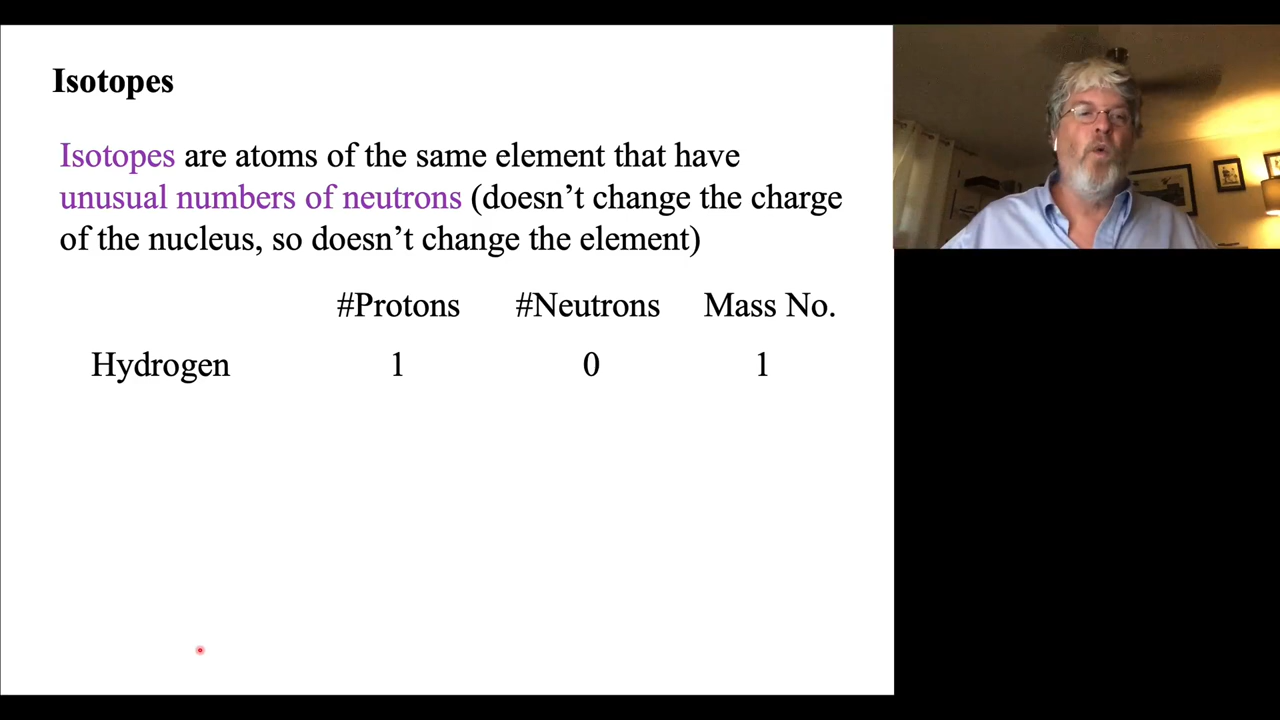 Isotopes
Isotopes are atoms of the same element that have
unusual numbers of neutrons (doesn’t change the charge
of the nucleus, so doesn’t change the element)
#Protons #Neutrons Mass No.
Hydrogen 1 0 1